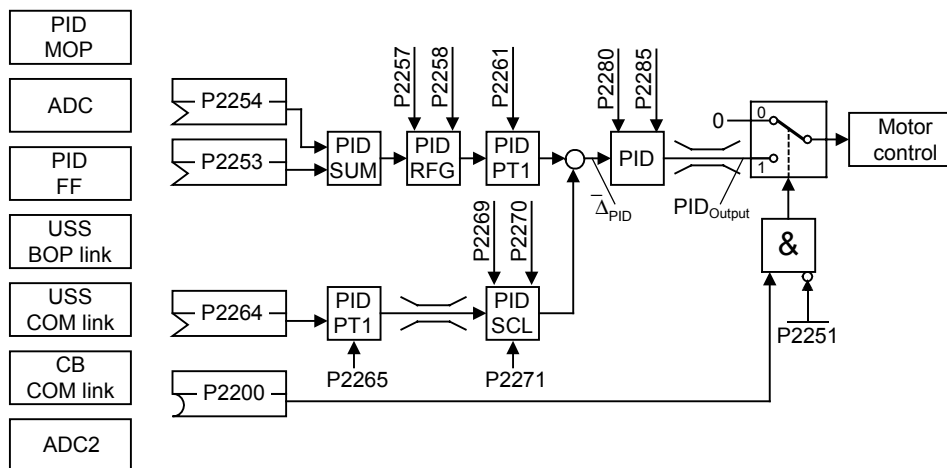 PID
MOP
ADC
PID
FF
USS
BOP link
USS
COM link
CB
COM link
ADC2
P2254
P2253
P2264
P2200
PID
SUM
P2257
P2258
PID
RFG
P2261
PID
PT1
PID
PT1
P2265
P2269
P2270
PID
SCL
P2271
Δ̅PID
P2280
P2285
PID
PIDOutput
0
0
1
&
P2251
Motor
control